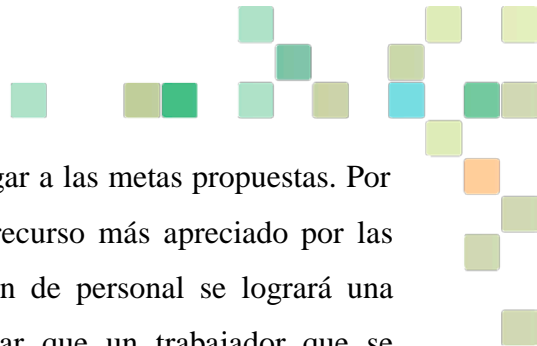 gar a las metas propuestas. Por
recurso más apreciado por las
n de personal se logrará una
ar que un trabajador que se